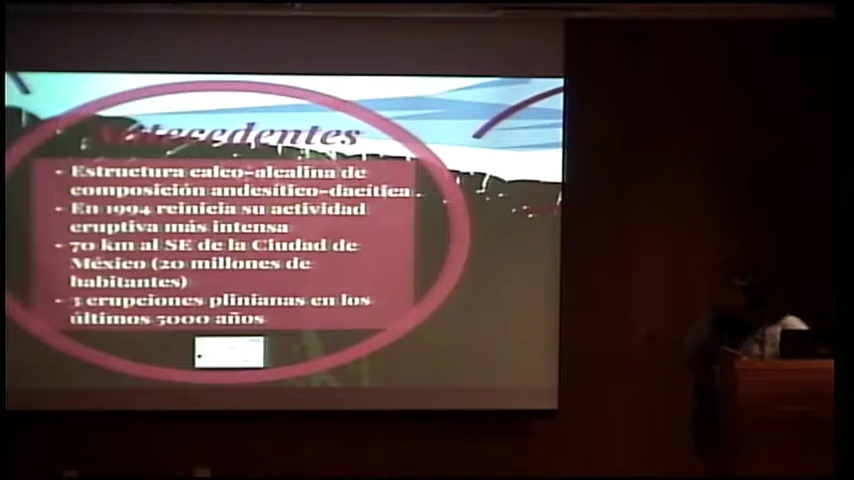 Antecedentes
- Estructura calco-alcalina de
composición andesítico-dacítica
- En 1994 reinicia su actividad
eruptiva más intensa
- 70 km al SE de la Ciudad de
México (20 millones de
habitantes)
- 3 erupciones plinianas en los
últimos 5000 años